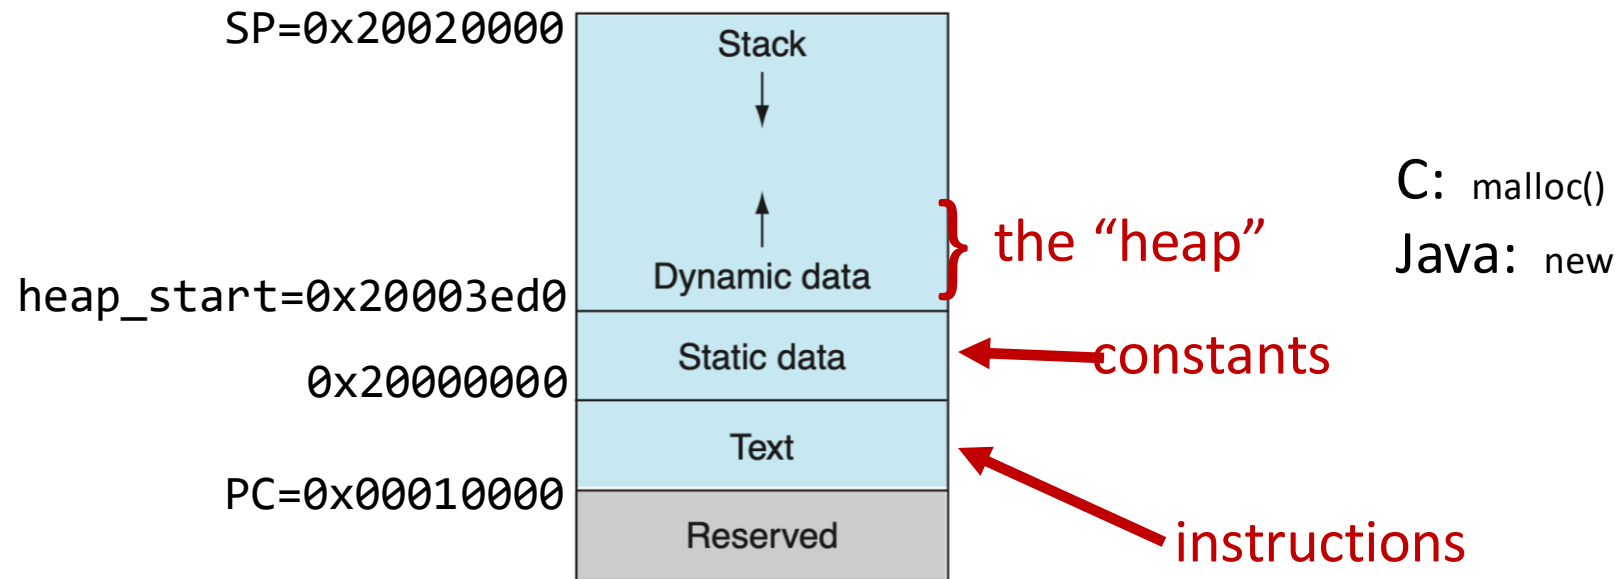 SP=0x20020000
Stack
C: malloc()
the “heap”
Java: new
Dynamic data
heap_start=0x20003ed0
Static data
constants
0x20000000
Text
PC=0x00010000
Reserved
instructions